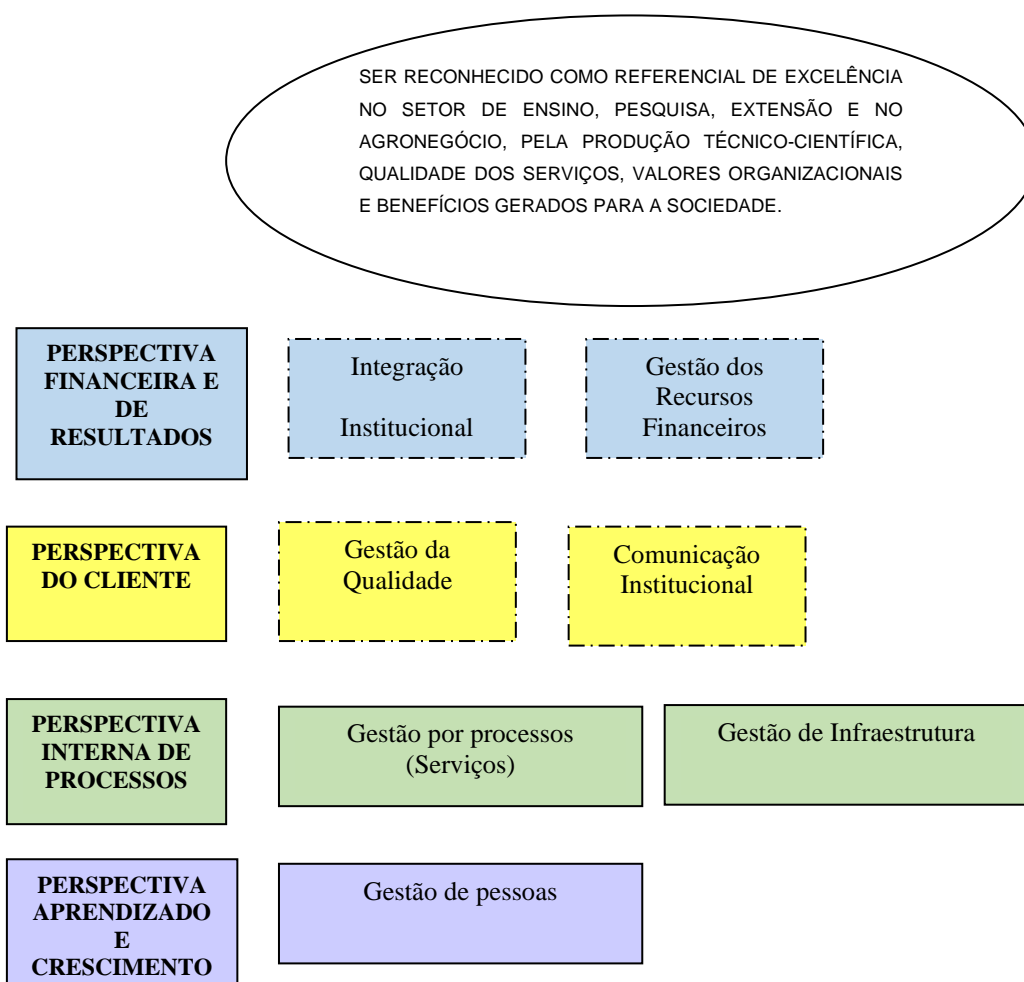 SER RECONHECIDO COMO REFERENCIAL DE EXCELÊNCIA
NO SETOR DE ENSINO, PESQUISA, EXTENSÃO E NO
AGRONEGÓCIO, PELA PRODUÇÃO TÉCNICO-CIENTÍFICA,
QUALIDADE DOS SERVIÇOS, VALORES ORGANIZACIONAIS
E BENEFÍCIOS GERADOS PARA A SOCIEDADE.
PERSPECTIVA
FINANCEIRA E
DE
RESULTADOS
Integração
Institucional
Gestão dos
Recursos
Financeiros
PERSPECTIVA
DO CLIENTE
Gestão da
Qualidade
Comunicação
Institucional
PERSPECTIVA
INTERNA DE
PROCESSOS
Gestão por processos
(Serviços)
Gestão de Infraestrutura
PERSPECTIVA
APRENDIZADO
E
CRESCIMENTO
Gestão de pessoas